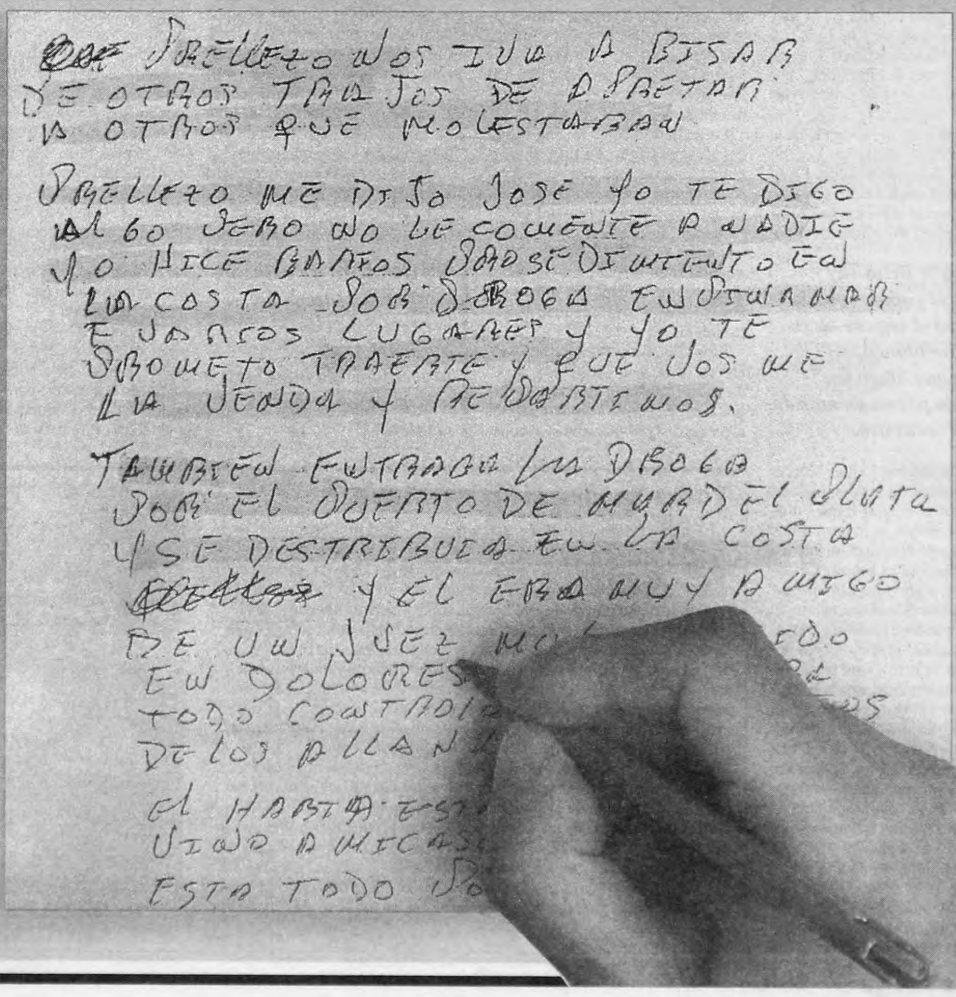 PRELLEZO NOS IVA A BISAR
DE OTROS TRAJOS DE APRETAR
A OTROS QUE MOLESTABAN
PRELLEZO ME DIJO JOSE YO TE DIGO
ALGO PERO NO LE COMENTE A NADIE
YO HICE BARIOS PROSEDIMIENTO EN
LA COSTA POR DROGA EN PINAMAR
E VARIOS LUGARES Y YO TE
PROMETO TRAERTE Y QUE VOS ME
LA VENDA Y REPARTIMOS.
TAMBIEN ENTRABA LA DROGA
POR EL PUERTO DE MAR DEL PLATA
Y SE DESTRIBUIA EN LA COSTA
Y EL ERA MUY AMIGO
DE UN JUEZ
EN DOLORES
TODO
DE LOS
EL HABIA
VINO A MI
ESTA TODO